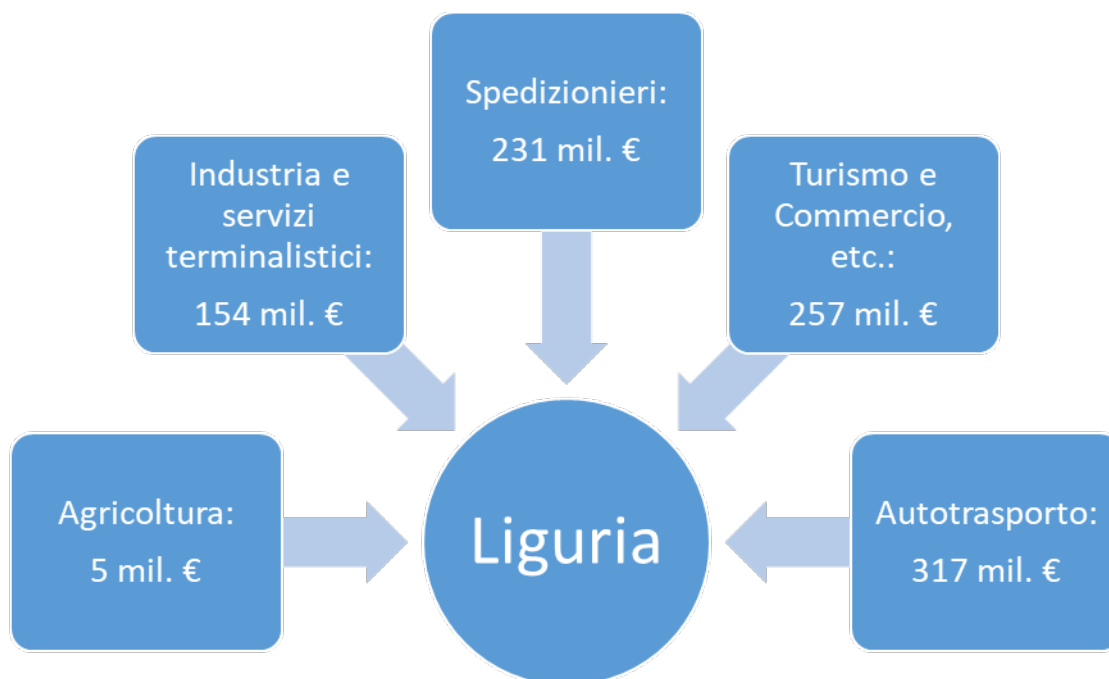 Spedizionieri:
231 mil. €
Industria e
servizi
terminalistici:
154 mil. €
Turismo e
Commercio,
etc.:
257 mil. €
Agricoltura:
5 mil. €
Liguria
Autotrasporto:
317 mil. €